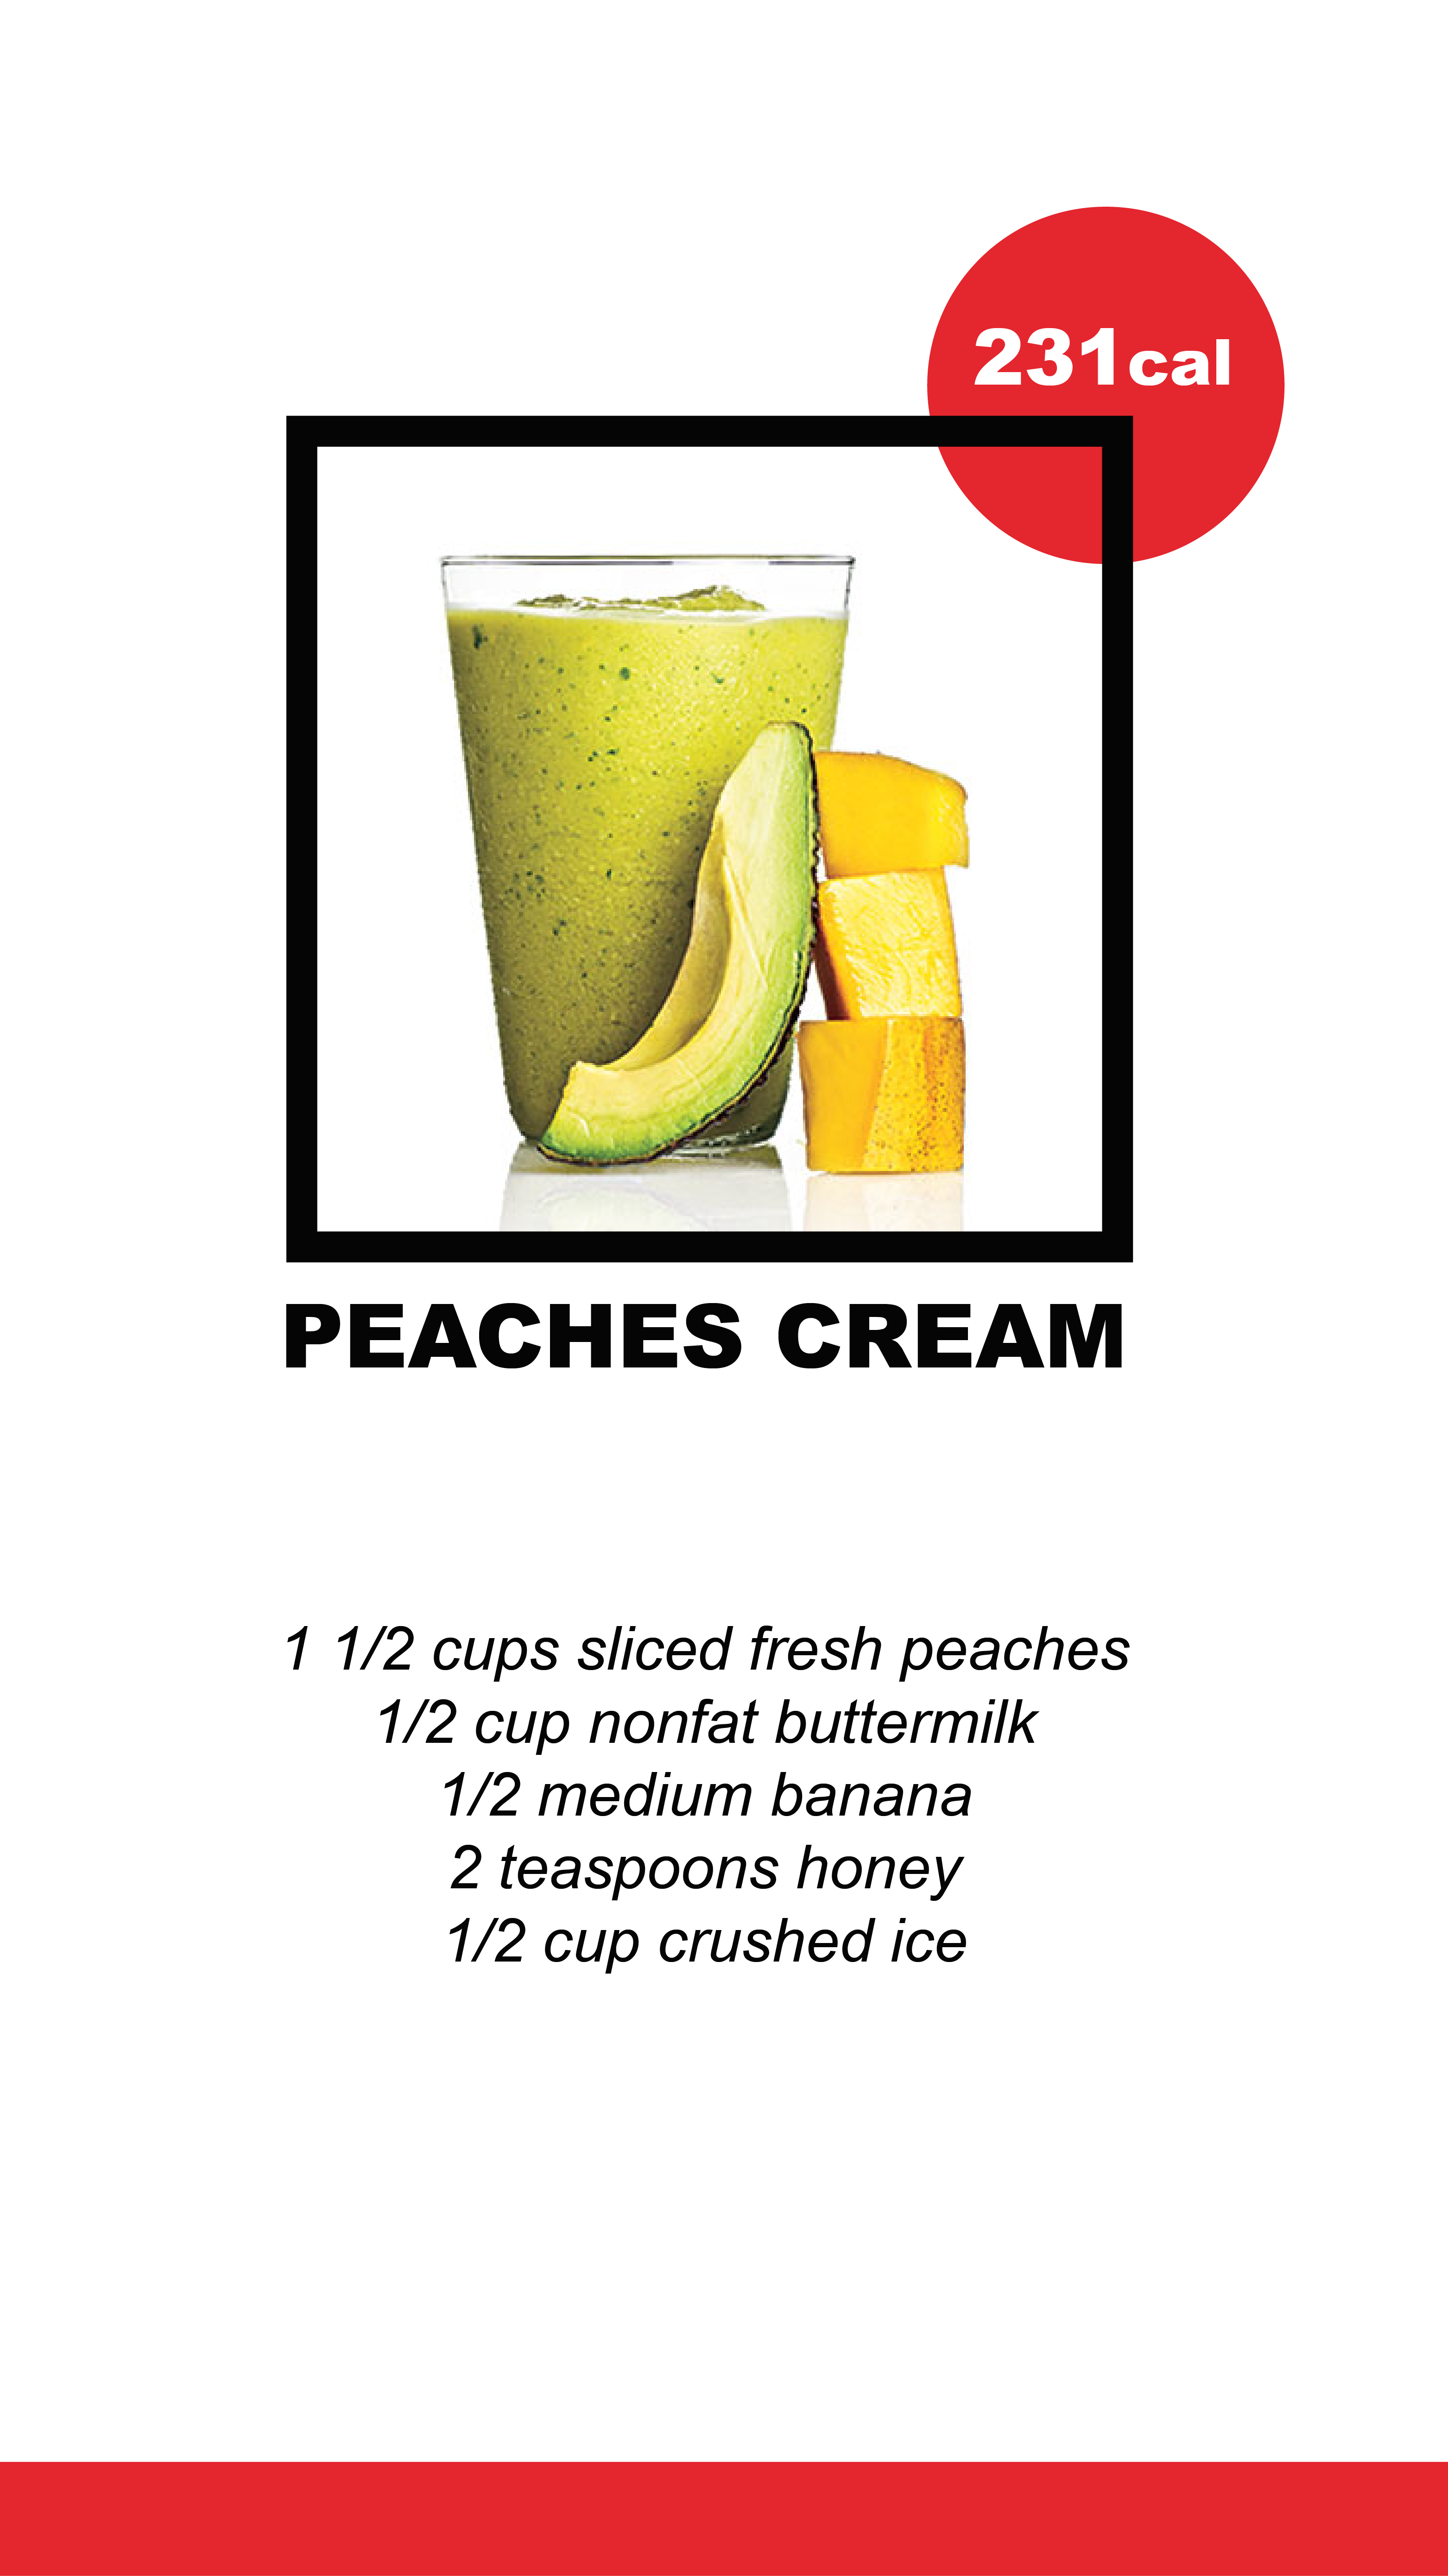 231cal
PEACHES CREAM
1 1/2 cups sliced fresh peaches
1/2 cup nonfat buttermilk
1/2 medium banana
2 teaspoons honey
1/2 cup crushed ice